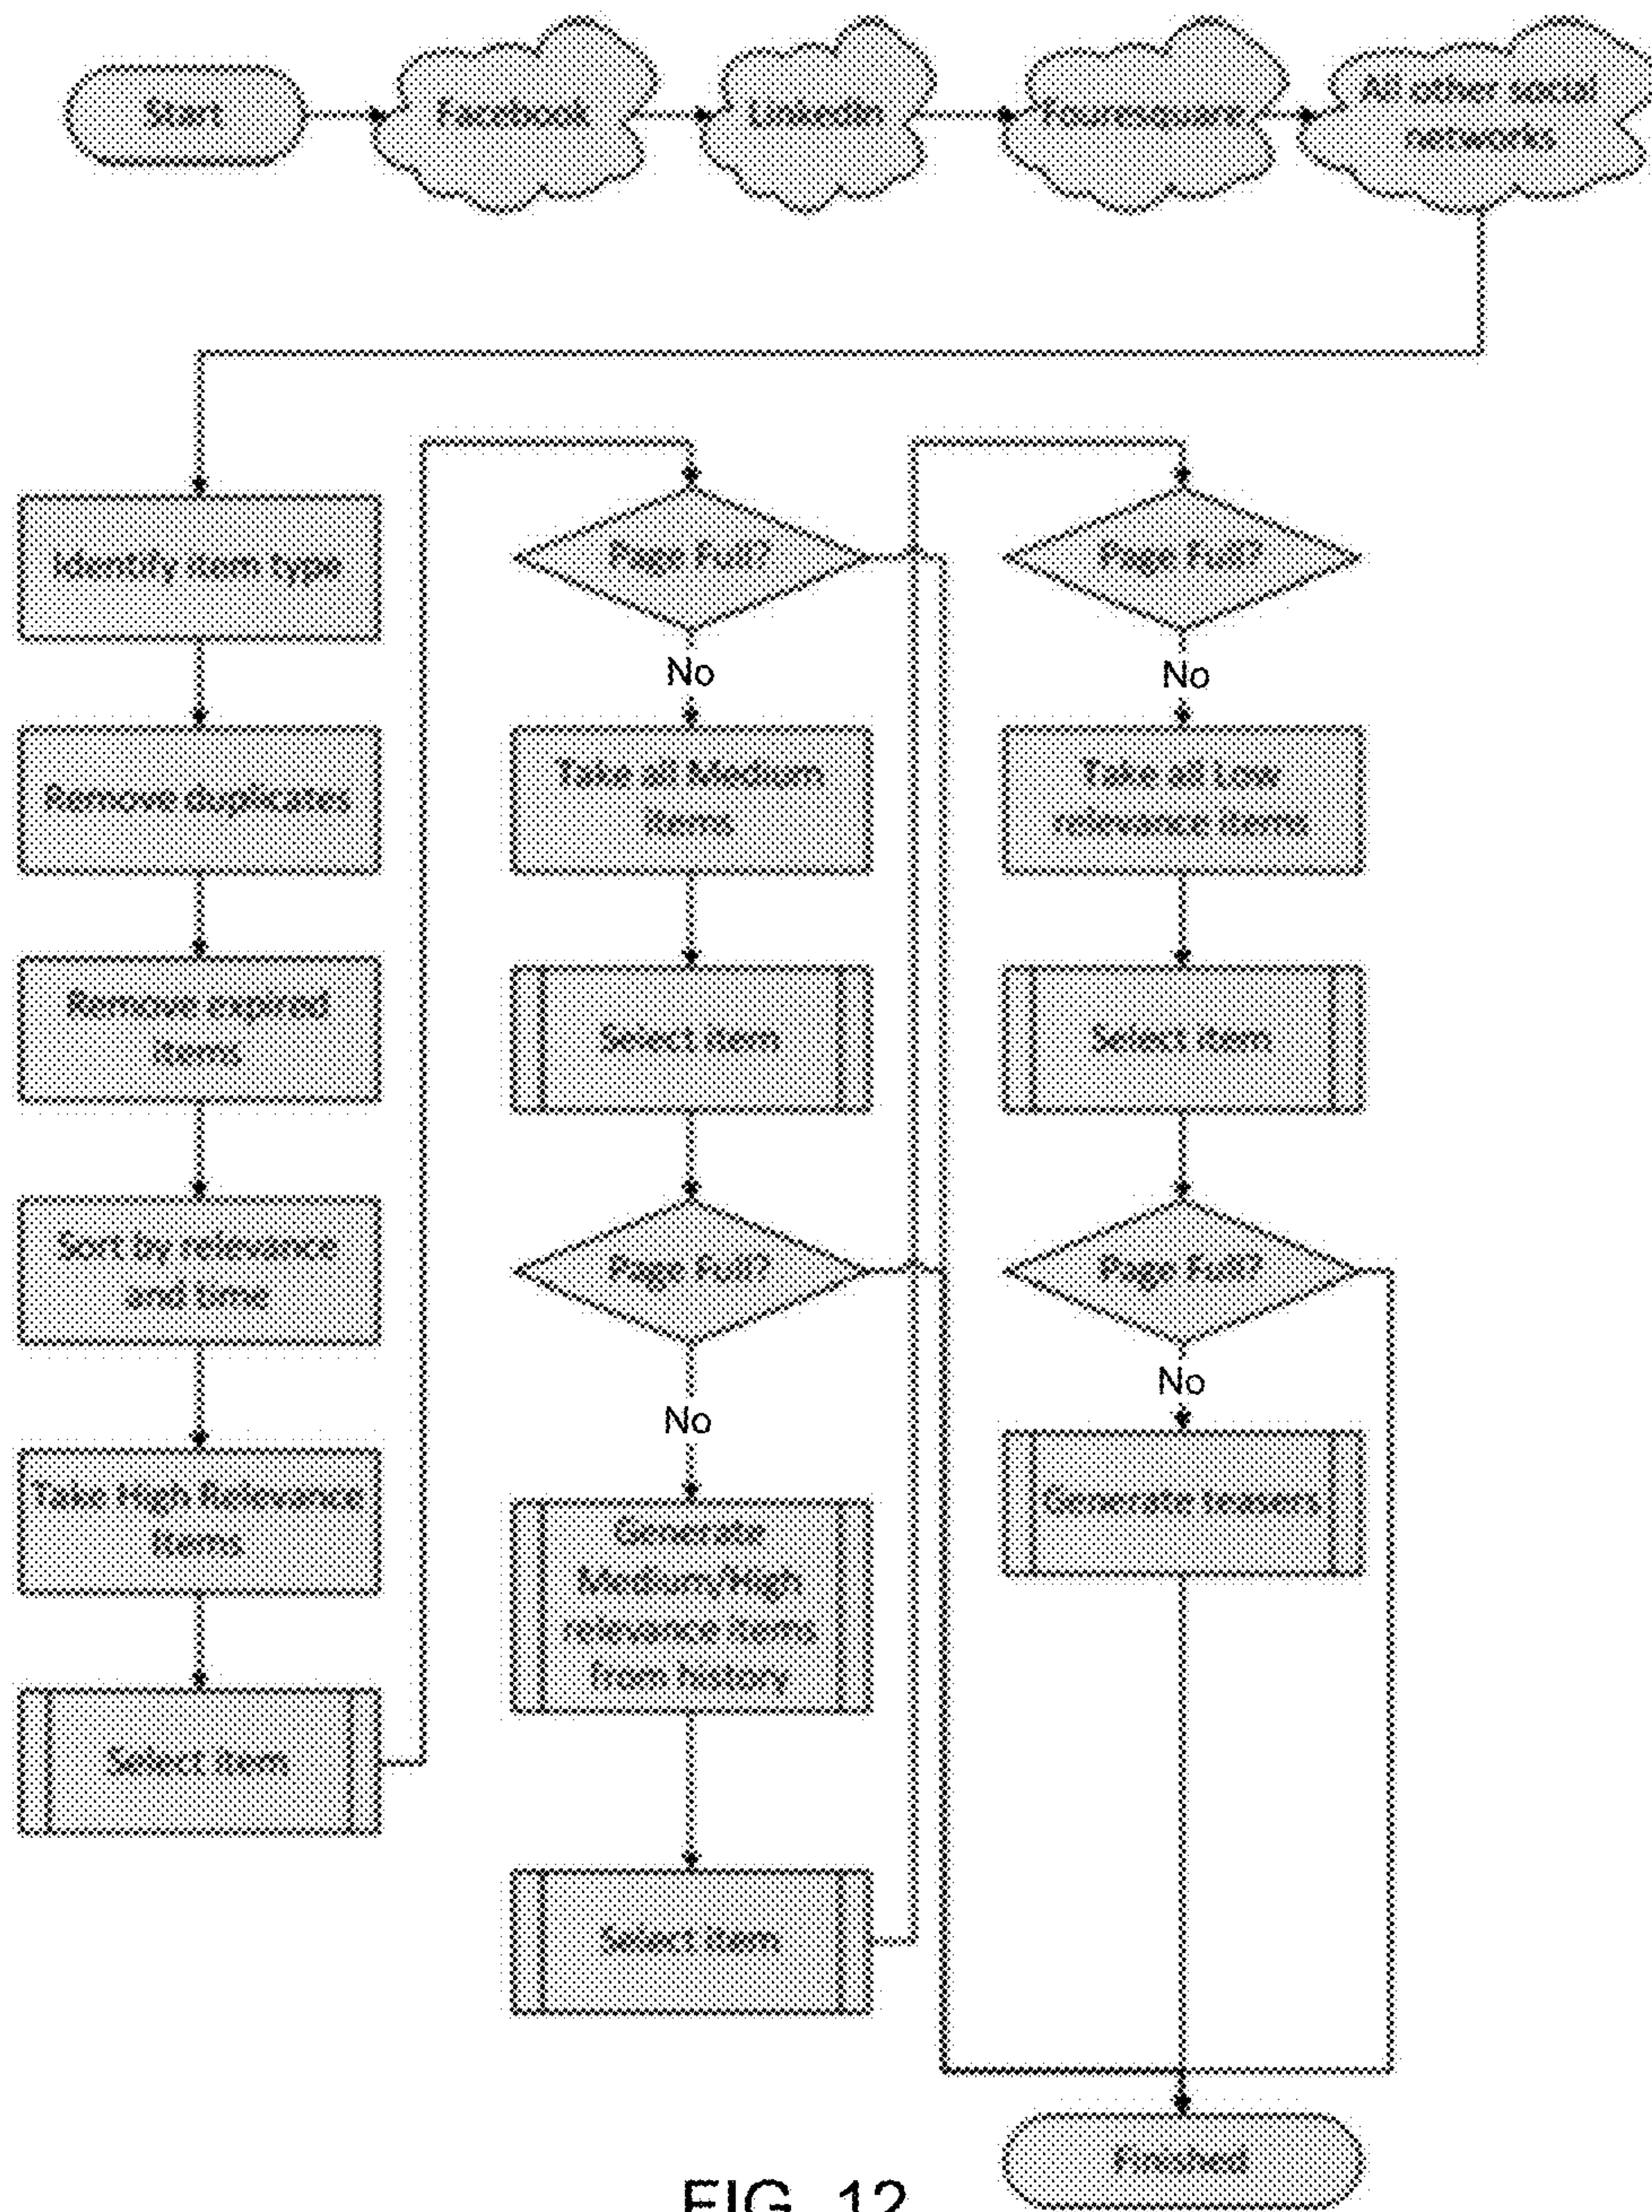 Start
Facebook
LinkedIn
Foursquare
All other social
networks
Identify item type
Remove duplicates
Remove expired
items
Sort by relevance
and time
Take High Relevance
items
Select item
Page Full?
No
Take all Medium
items
Select item
Page Full?
No
Generate
Medium/High
relevance items
from history
Select item
Page Full?
No
Take all Low
relevance items
Select item
Page Full?
No
Generate teasers
Finished
FIG. 12